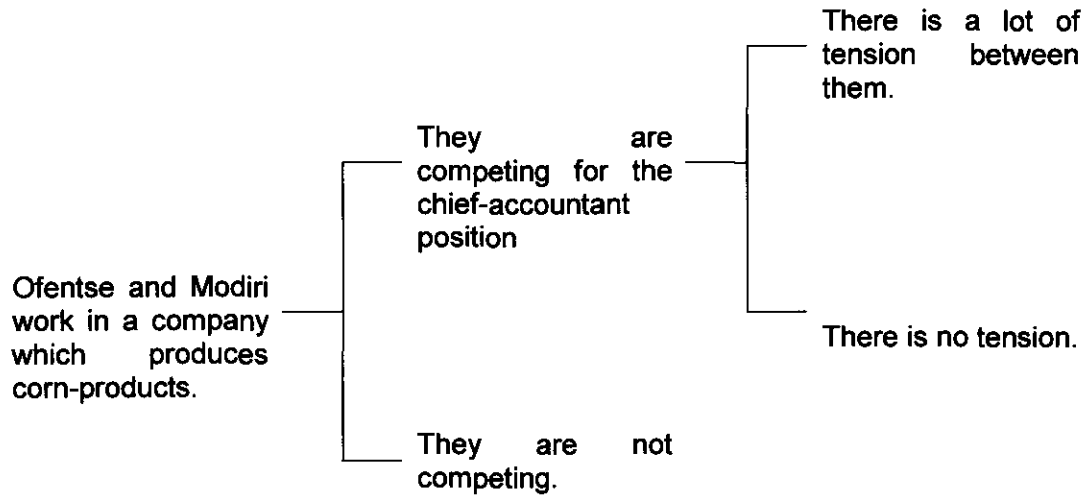 Ofentse and Modiri
work in a company
which produces
corn-products.
They are
competing for the
chief-accountant
position
They are not
competing.
There is a lot of
tension between
them.
There is no tension.